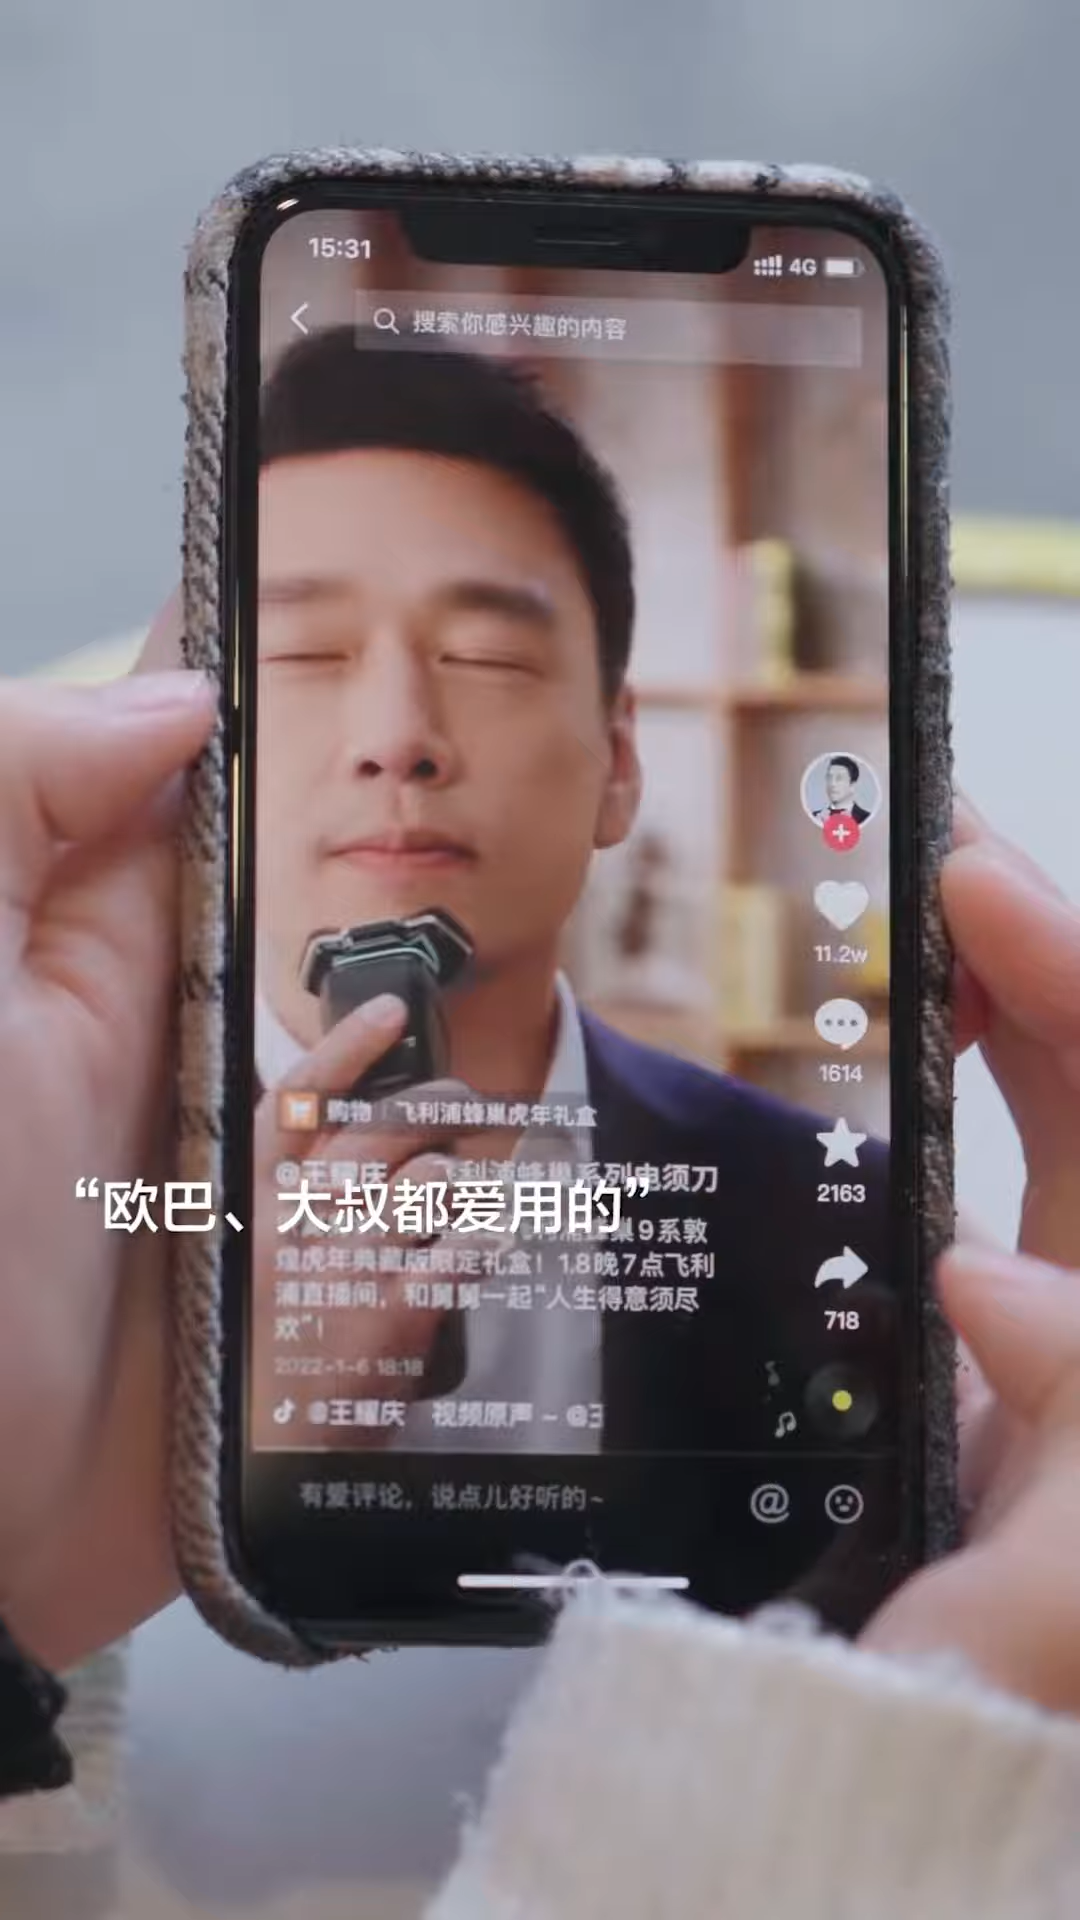 15:31
4G
搜索你感兴趣的内容
11.2w
1614
购物 | 飞利浦蜂巢虎年礼盒
@王耀庆 飞利浦蜂巢系列电须刀
“欧巴、大叔都爱用的”
蜂巢9系敦
煌虎年典藏版限定礼盒！1.8晚7点飞利
浦直播间，和舅舅一起“人生得意须尽
欢”！
2163
718
2022-1-6 18:18
@王耀庆 视频原声 ~ @王
有爱评论，说点儿好听的~